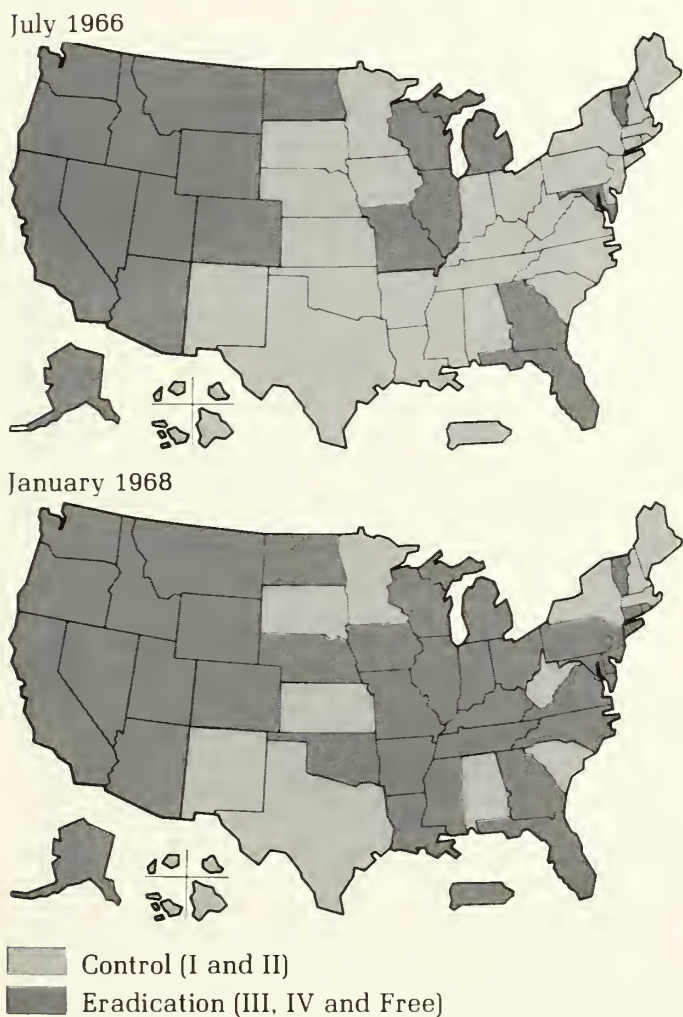 July 1966
January 1968
Control (I and II)
Eradication (III, IV and Free)